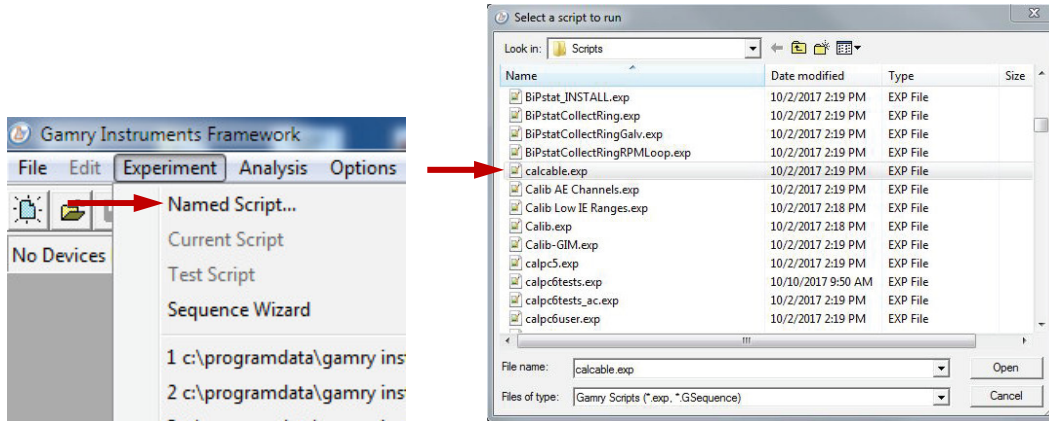 Gamry Instruments Framework
File Edit Experiment Analysis Options
Named Script...
Current Script
Test Script
Sequence Wizard
No Devices
1 c:\programdata\gamry ins
2 c:\programdata\gamry ins
Select a script to run
Look in: Scripts
Name Date modified Type Size
BiPstat_INSTALL.exp 10/2/2017 2:19 PM EXP File
BiPstatCollectRing.exp 10/2/2017 2:19 PM EXP File
BiPstatCollectRingGalv.exp 10/2/2017 2:19 PM EXP File
BiPstatCollectRingRPMLoop.exp 10/2/2017 2:19 PM EXP File
calcable.exp 10/2/2017 2:19 PM EXP File
Calib AE Channels.exp 10/2/2017 2:19 PM EXP File
Calib Low IE Ranges.exp 10/2/2017 2:18 PM EXP File
Calib.exp 10/2/2017 2:18 PM EXP File
Calib-GIM.exp 10/2/2017 2:19 PM EXP File
calpc5.exp 10/2/2017 2:19 PM EXP File
calpc6tests.exp 10/10/2017 9:50 AM EXP File
calpc6tests_ac.exp 10/2/2017 2:19 PM EXP File
calpc6user.exp 10/2/2017 2:19 PM EXP File
File name: calcable.exp Open
Files of type: Gamry Scripts (*.exp, *.GSequence) Cancel